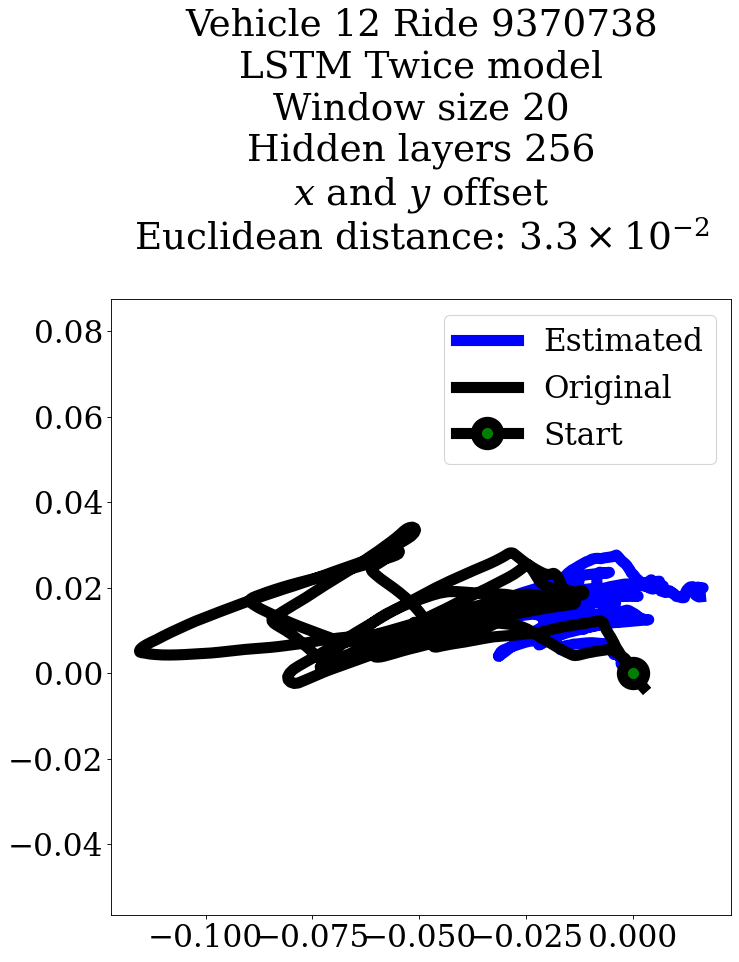 Vehicle 12 Ride 9370738
LSTM Twice model
Window size 20
Hidden layers 256
x and y offset
Euclidean distance: 3.3 × 10⁻²
Estimated
Original
Start
0.08
0.06
0.04
0.02
0.00
−0.02
−0.04
−0.100 −0.075 −0.050 −0.025 0.000